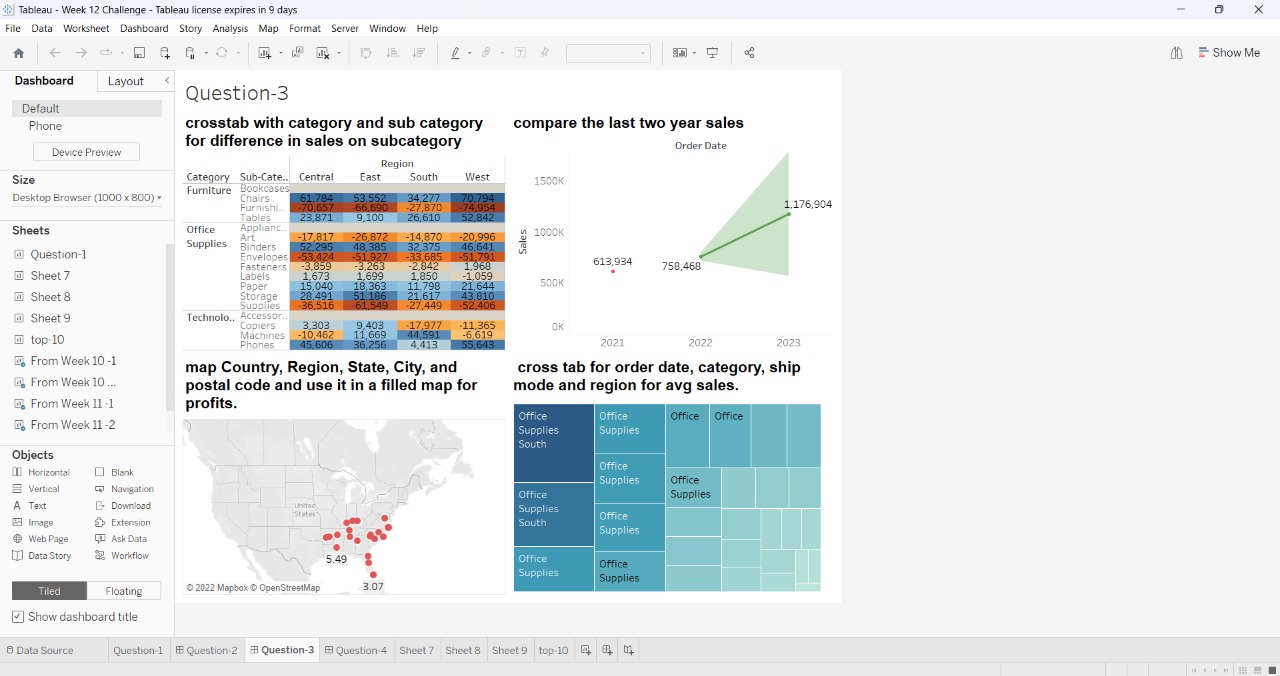 Tableau - Week 12 Challenge - Tableau license expires in 9 days
File Data Worksheet Dashboard Story Analysis Map Format Server Window Help
Show Me
Dashboard Layout
Default
Phone
Device Preview
Size
Desktop Browser (1000 x 800)
Sheets
Question-1
Sheet 7
Sheet 8
Sheet 9
top-10
From Week 10 -1
From Week 10 ...
From Week 11 -1
From Week 11 -2
Objects
Horizontal Blank
Vertical Navigation
Text Download
Image Extension
Web Page Ask Data
Data Story Workflow
Tiled Floating
Show dashboard title
Question-3
crosstab with category and sub category
for difference in sales on subcategory
Region
Category Sub-Cate.. Central East South West
Furniture Bookcases
Chairs 61,784 53,552 34,277 70,794
Furnishi.. -70,657 -66,690 -27,870 -74,954
Tables 23,871 9,100 26,610 52,842
Office
Supplies
Applianc..
Art -17,817 -26,872 -14,870 -20,996
Binders 52,295 48,385 32,375 46,641
Envelopes -53,424 -51,927 -33,685 -51,791
Fasteners -3,859 -3,263 -2,842 1,968
Labels 1,673 1,699 1,850 -1,059
Paper 15,040 18,363 11,798 21,644
Storage 28,491 51,186 21,617 43,810
Supplies -36,516 -61,549 -27,449 -52,406
Technolo.. Accessor..
Copiers 3,303 9,403 -17,977 -11,365
Machines -10,462 11,669 44,591 -6,619
Phones 45,606 36,256 4,413 55,643
compare the last two year sales
Order Date
Sales
1500K
1000K
500K
0K
613,934
758,468
1,176,904
2021 2022 2023
map Country, Region, State, City, and
postal code and use it in a filled map for
profits.
United
States
5.49
3.07
© 2022 Mapbox © OpenStreetMap
cross tab for order date, category, ship
mode and region for avg sales.
Office
Supplies
South
Office
Supplies
South
Office
Supplies
Office
Supplies
Office
Supplies
Office
Supplies
Office
Supplies
Office
Office
Office
Supplies
Data Source Question-1 Question-2 Question-3 Question-4 Sheet 7 Sheet 8 Sheet 9 top-10